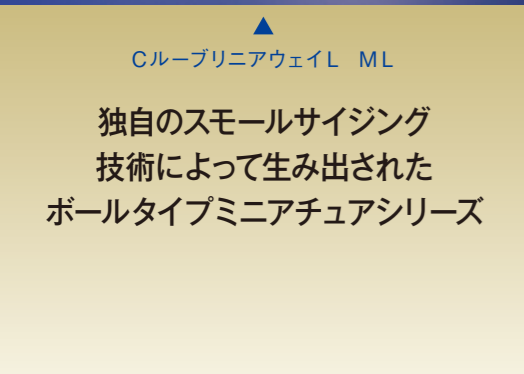 ▲
CルーブリニアウェイL ML
独自のスモールサイジング
技術によって生み出された
ボールタイプミニアチュアシリーズ